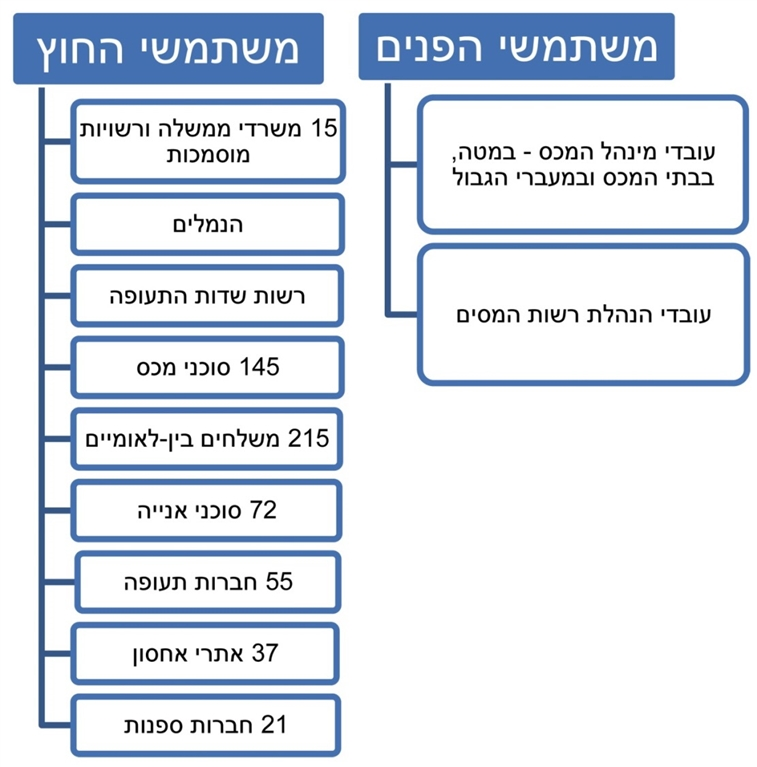 משתמשי הפנים
עובדי מינהל המכס - במטה,
בבתי המכס ובמעברי הגבול
עובדי הנהלת רשות המסים
משתמשי החוץ
15 משרדי ממשלה ורשויות
מוסמכות
הנמלים
רשות שדות התעופה
145 סוכני מכס
215 משלחים בין-לאומיים
72 סוכני אנייה
55 חברות תעופה
37 אתרי אחסון
21 חברות ספנות